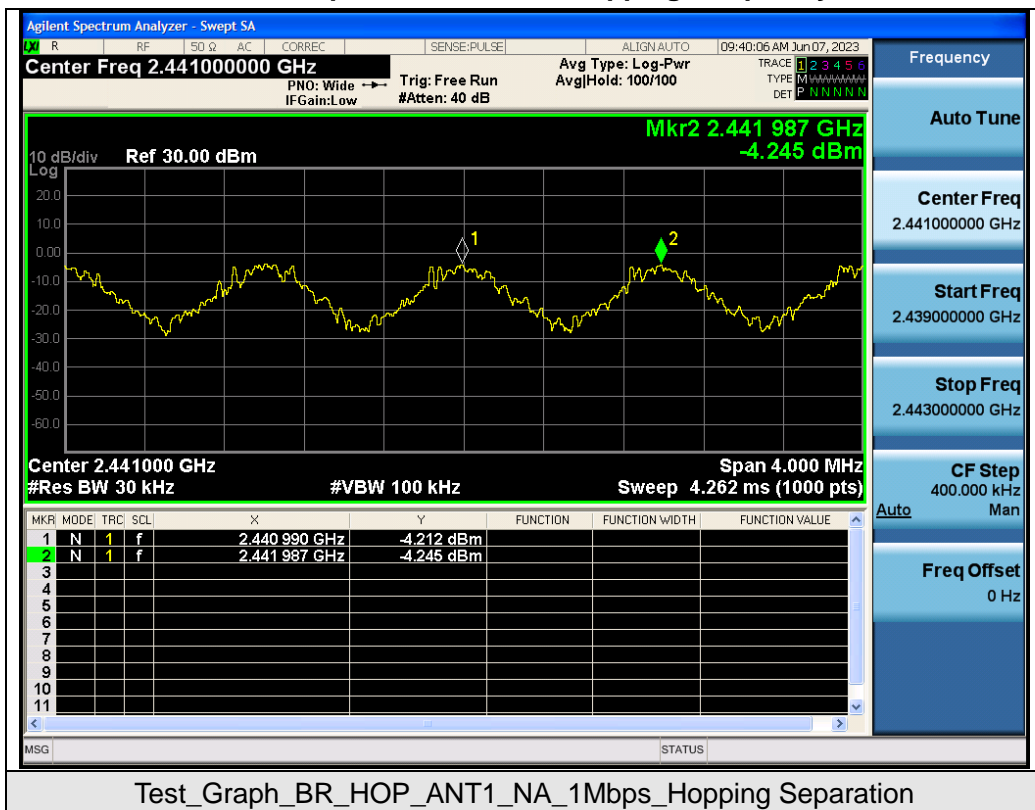 Agilent Spectrum Analyzer - Swept SA
LXI R RF 50 Ω AC CORREC SENSE:PULSE ALIGN AUTO 09:40:06 AM Jun 07, 2023
Center Freq 2.441000000 GHz
PNO: Wide
IFGain:Low
Trig: Free Run
#Atten: 40 dB
Avg Type: Log-Pwr
Avg|Hold: 100/100
TRACE 1 2 3 4 5 6
TYPE M W W W W W
DET P N N N N N
Mkr2 2.441 987 GHz
-4.245 dBm
10 dB/div Ref 30.00 dBm
Log
20.0
10.0
0.00
-10.0
-20.0
-30.0
-40.0
-50.0
-60.0
1
2
Center 2.441000 GHz Span 4.000 MHz
#Res BW 30 kHz #VBW 100 kHz Sweep 4.262 ms (1000 pts)
MKR MODE TRC SCL X Y FUNCTION FUNCTION WIDTH FUNCTION VALUE
1 N 1 f 2.440 990 GHz -4.212 dBm
2 N 1 f 2.441 987 GHz -4.245 dBm
3
4
5
6
7
8
9
10
11
MSG STATUS
Frequency
Auto Tune
Center Freq
2.441000000 GHz
Start Freq
2.439000000 GHz
Stop Freq
2.443000000 GHz
CF Step
400.000 kHz
Auto Man
Freq Offset
0 Hz
Test_Graph_BR_HOP_ANT1_NA_1Mbps_Hopping Separation